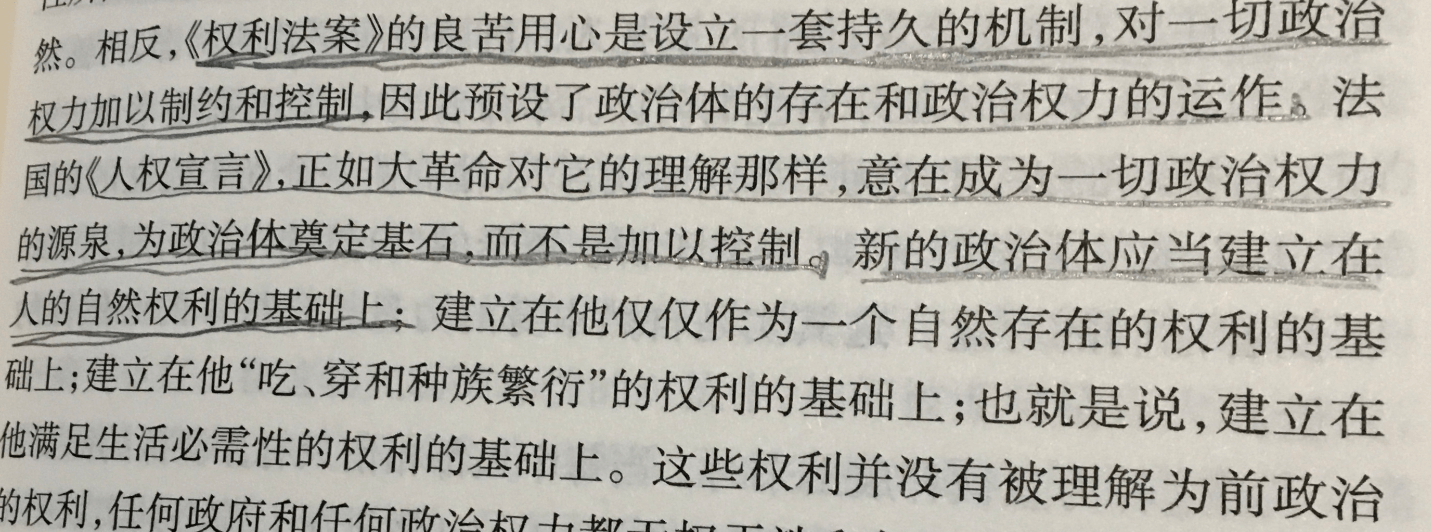 然。相反，《权利法案》的良苦用心是设立一套持久的机制，对一切政治
权力加以制约和控制，因此预设了政治体的存在和政治权力的运作。法
国的《人权宣言》，正如大革命对它的理解那样，意在成为一切政治权力
的源泉，为政治体奠定基石，而不是加以控制。新的政治体应当建立在
人的自然权利的基础上；建立在他仅仅作为一个自然存在的权利的基
础上；建立在他“吃、穿和种族繁衍”的权利的基础上；也就是说，建立在
他满足生活必需性的权利的基础上。这些权利并没有被理解为前政治
的权利，任何政府和任何政治权力